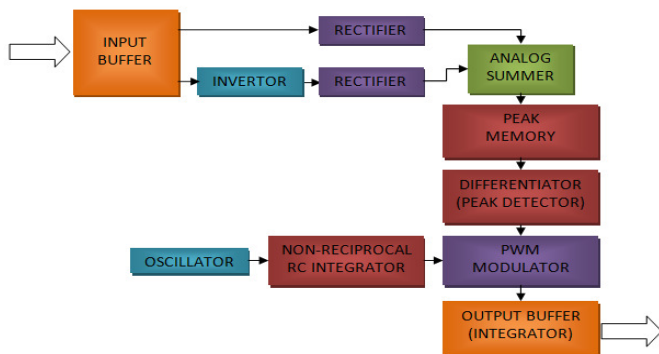 INPUT
BUFFER
RECTIFIER
INVERTOR
RECTIFIER
ANALOG
SUMMER
PEAK
MEMORY
DIFFERENTIATOR
(PEAK DETECTOR)
OSCILLATOR
NON-RECIPROCAL
RC INTEGRATOR
PWM
MODULATOR
OUTPUT BUFFER
(INTEGRATOR)